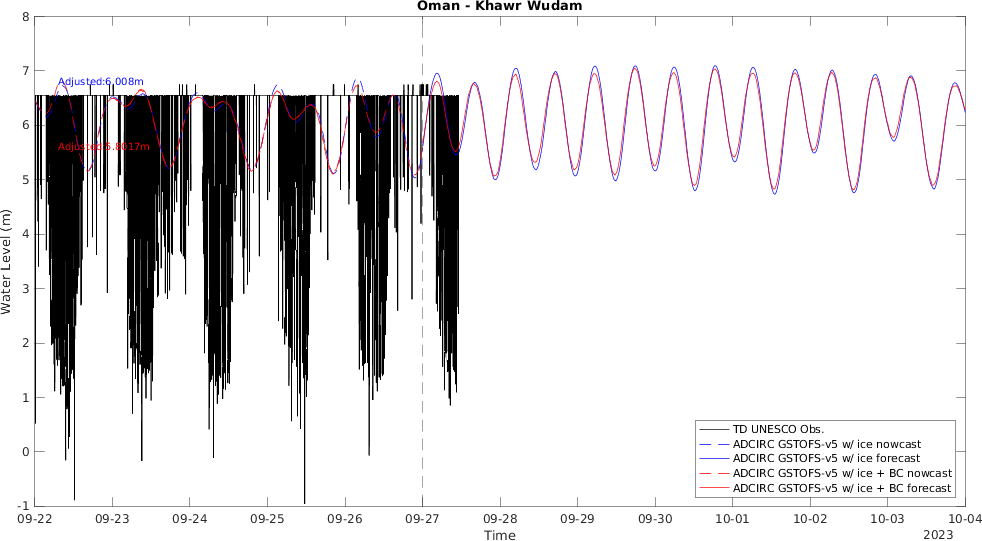 Oman - Khawr Wudam
8
7
6
5
4
3
2
1
0
-1
Water Level (m)
Adjusted:6.008m
Adjusted:5.8017m
TD UNESCO Obs.
ADCIRC GSTOFS-v5 w/ ice nowcast
ADCIRC GSTOFS-v5 w/ ice forecast
ADCIRC GSTOFS-v5 w/ ice + BC nowcast
ADCIRC GSTOFS-v5 w/ ice + BC forecast
09-22 09-23 09-24 09-25 09-26 09-27 09-28 09-29 09-30 10-01 10-02 10-03 10-04
Time
2023